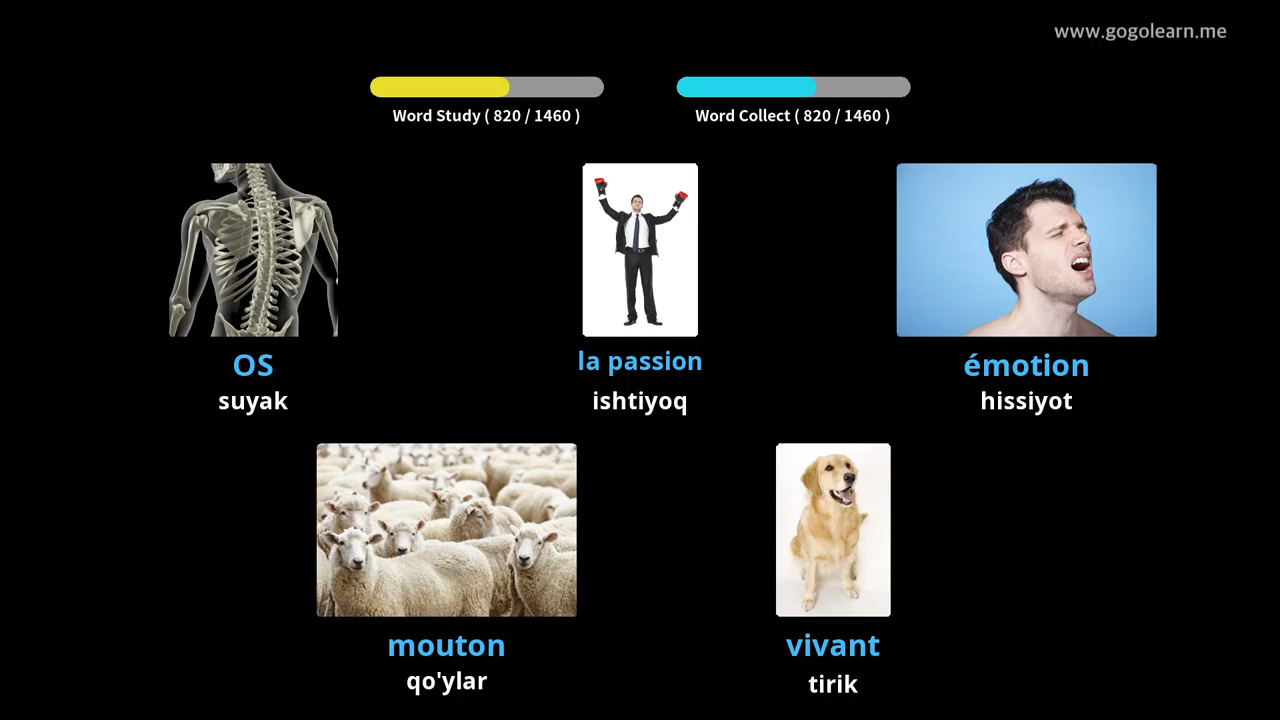 www.gogolearn.me
Word Study ( 820 / 1460 )
Word Collect ( 820 / 1460 )
OS
suyak
la passion
ishtiyoq
émotion
hissiyot
mouton
qo'ylar
vivant
tirik